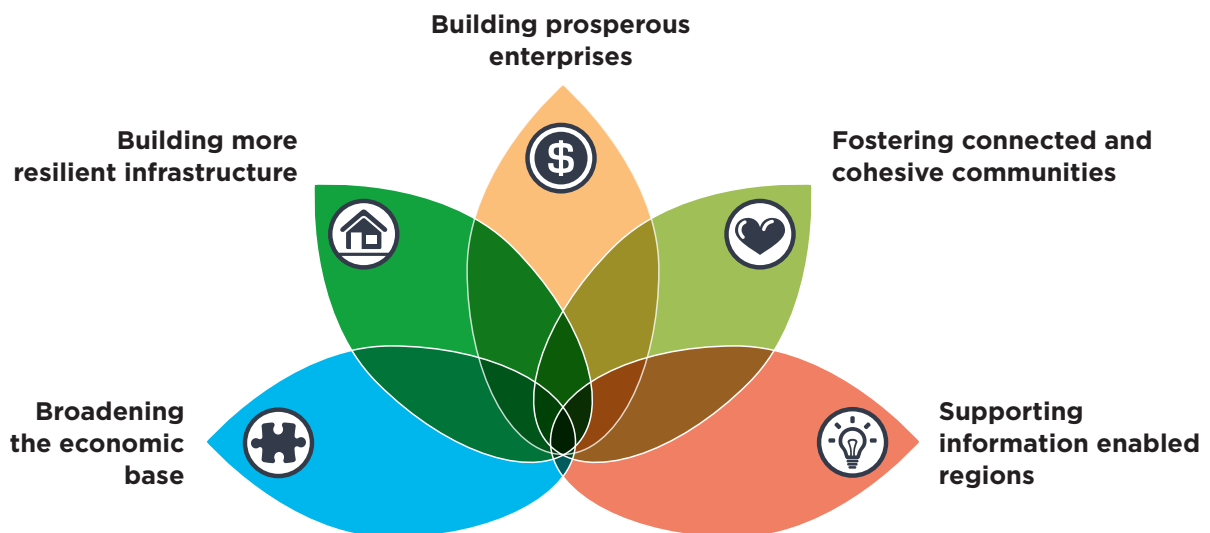 Building prosperous
enterprises
Building more
resilient infrastructure
$
Fostering connected and
cohesive communities
Broadening
the economic
base
Supporting
information enabled
regions